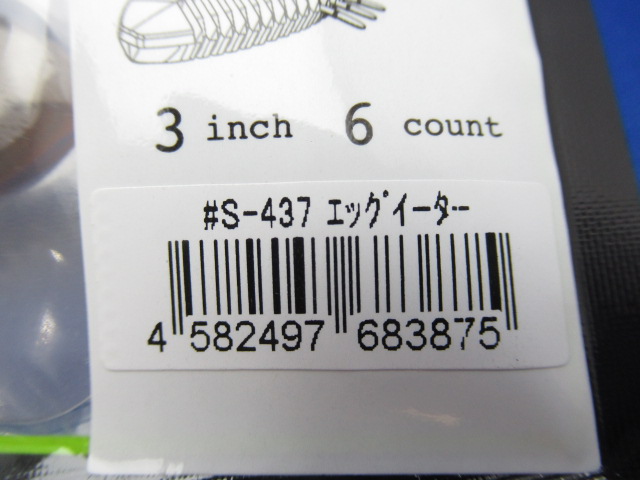 3 inch 6 count
#S-437 ｴｯｸﾞｲｰﾀｰ
4 582497 683875